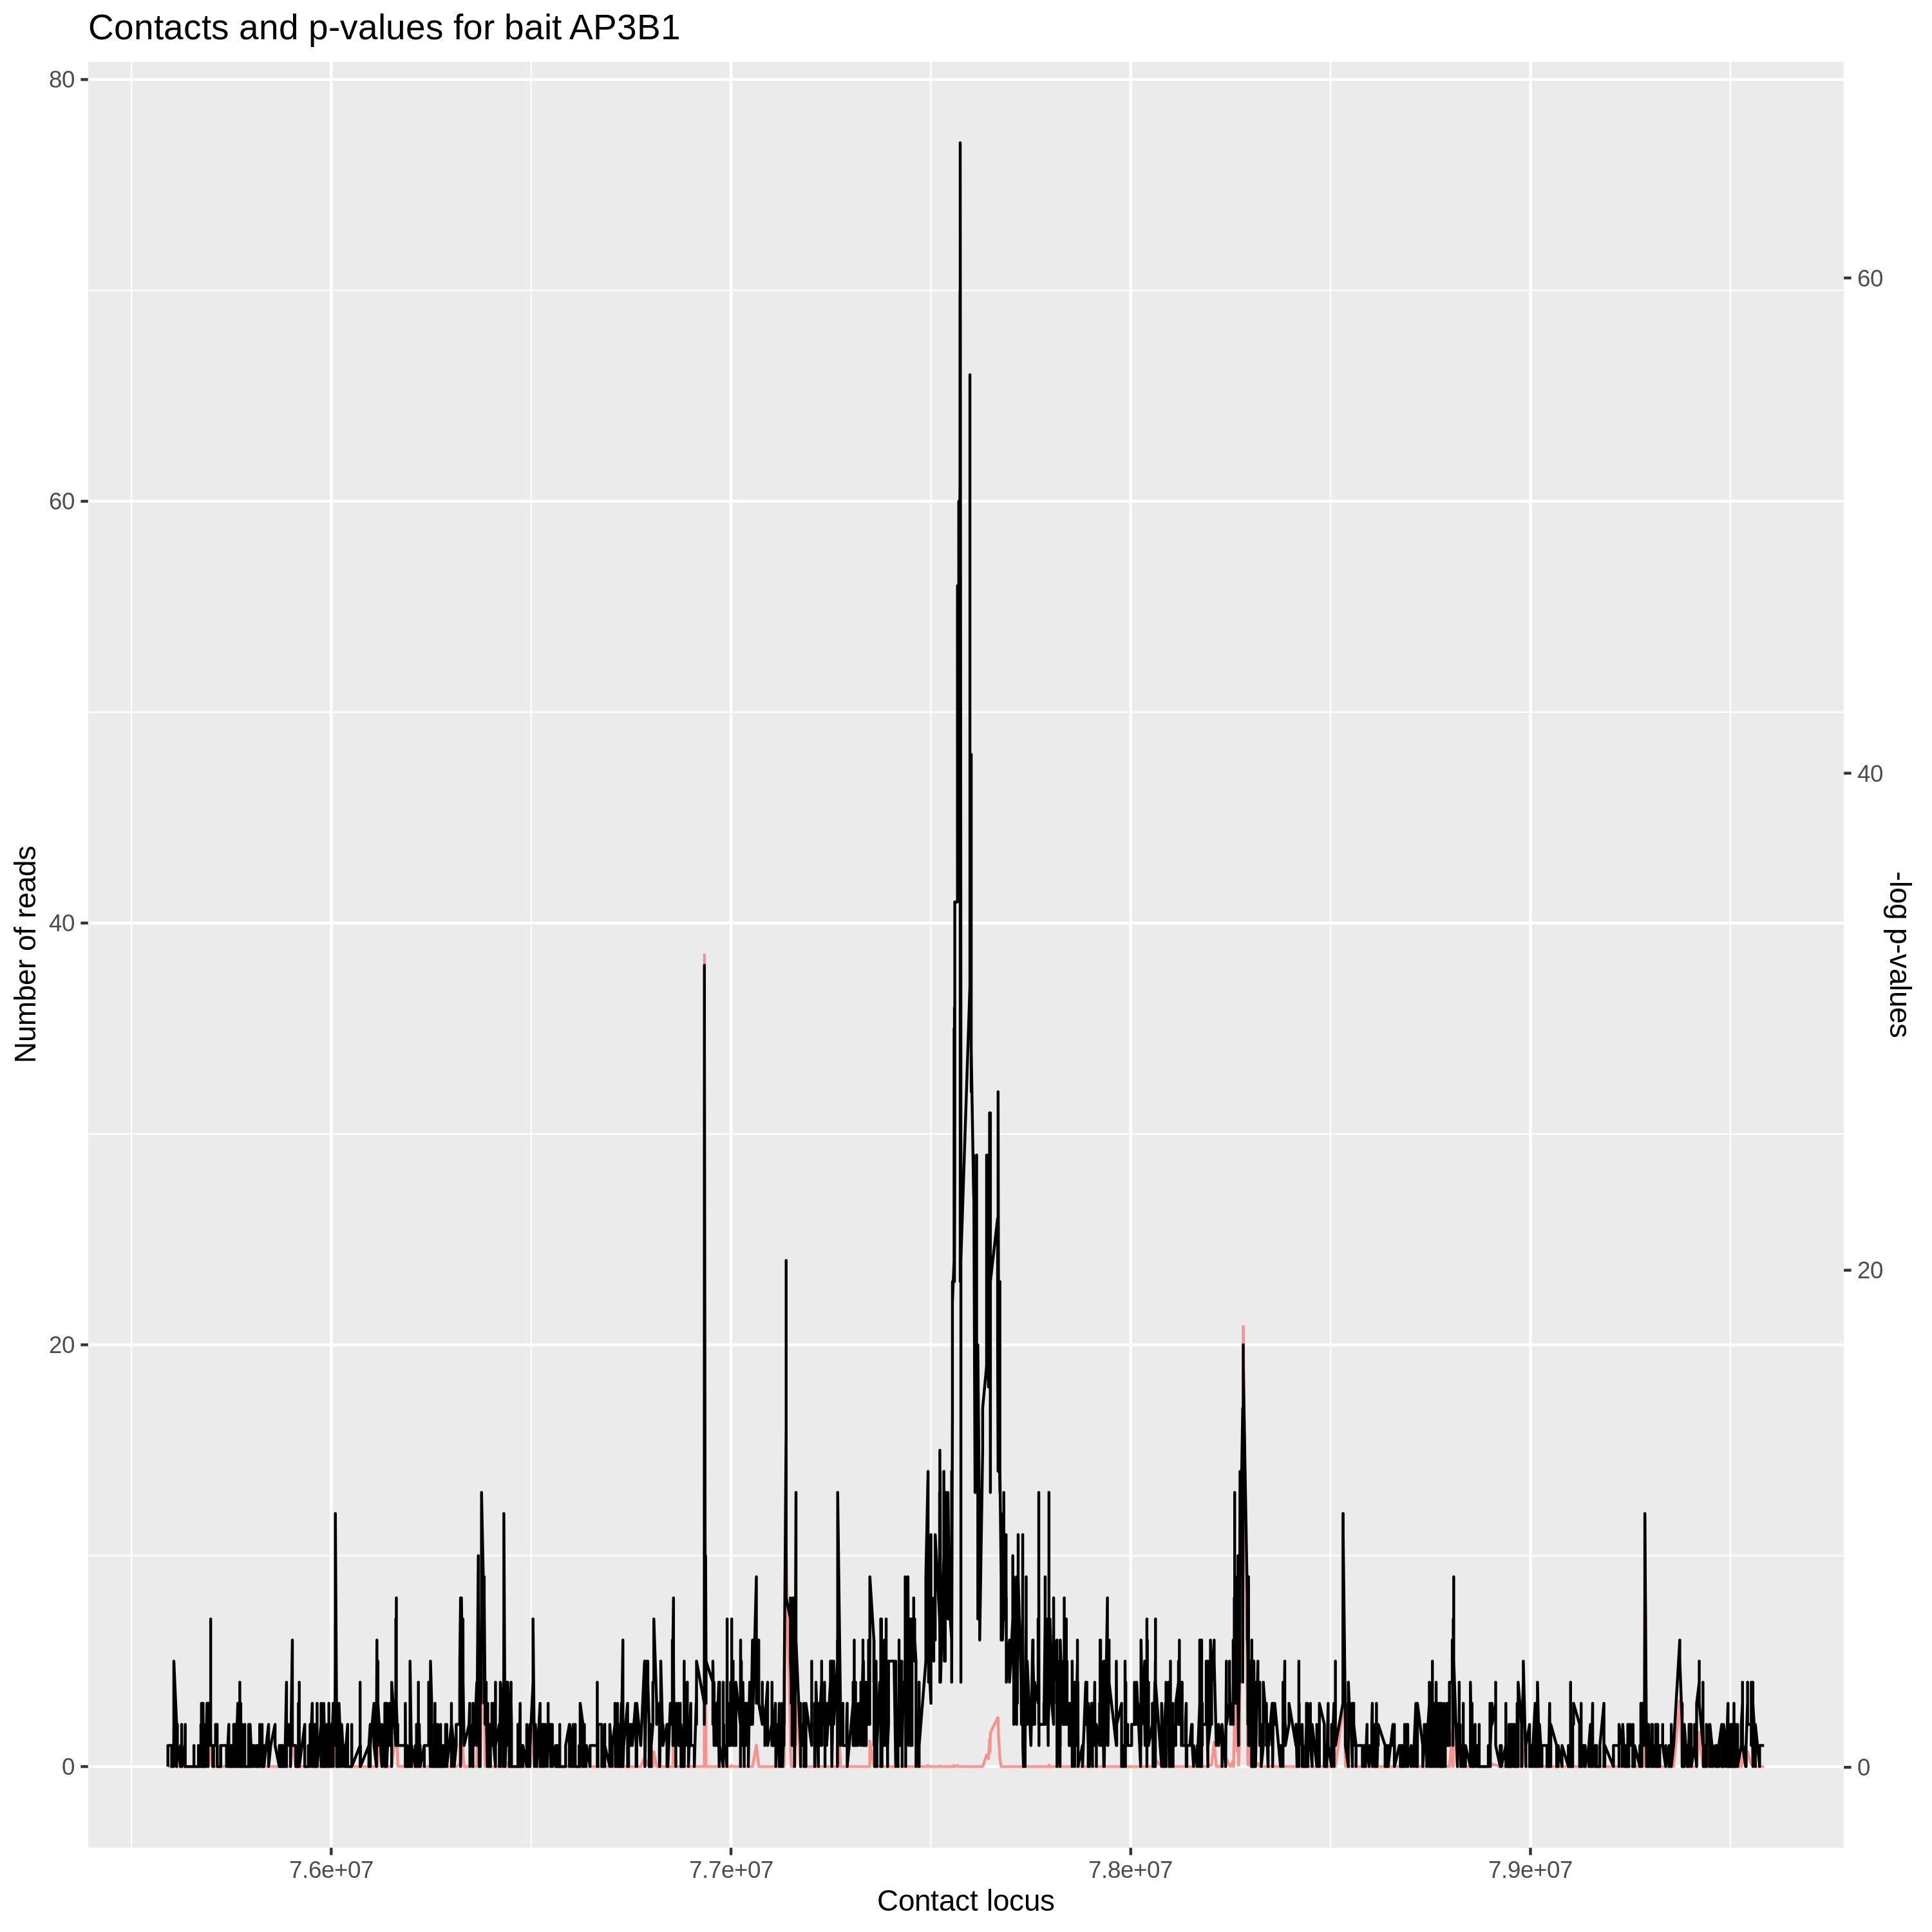 Contacts and p-values for bait AP3B1
80
60
40
20
0
Number of reads
60
40
20
0
-log p-values
7.6e+07
7.7e+07
7.8e+07
7.9e+07
Contact locus